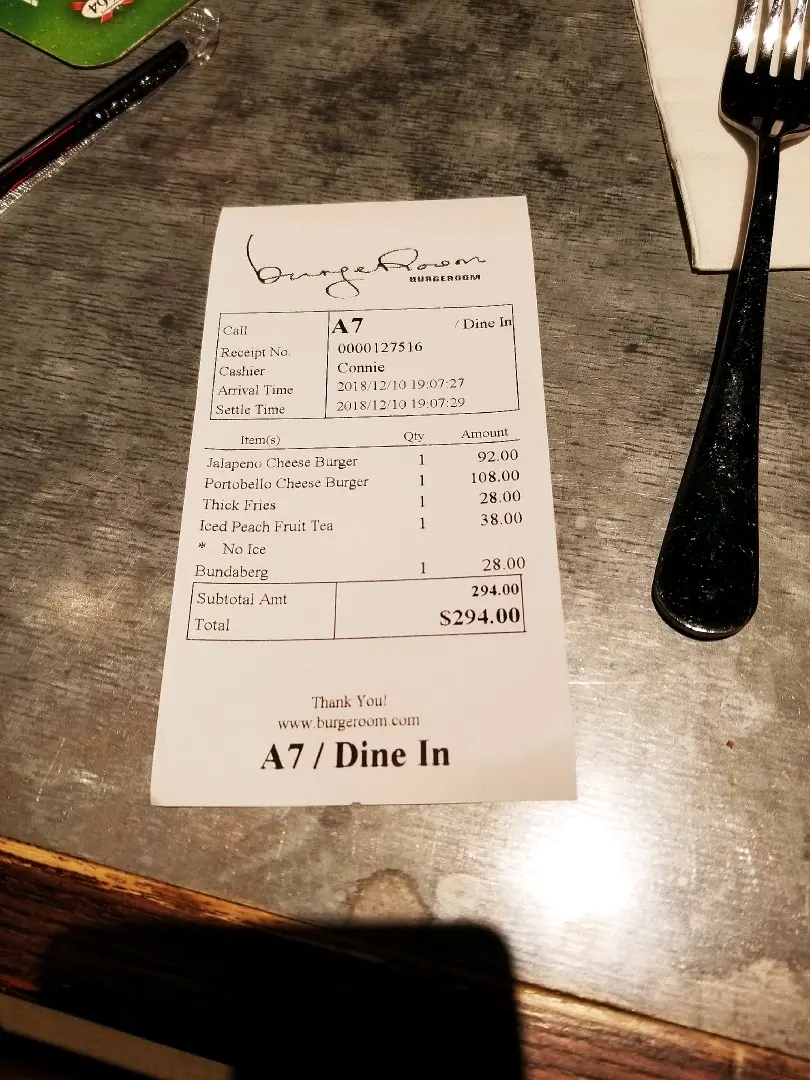 64
burgeRoom
BURGEROOM
Call A7 / Dine In
Receipt No. 0000127516
Cashier Connie
Arrival Time 2018/12/10 19:07:27
Settle Time 2018/12/10 19:07:29
Item(s) Qty Amount
Jalapeno Cheese Burger 1 92.00
Portobello Cheese Burger 1 108.00
Thick Fries 1 28.00
Iced Peach Fruit Tea 1 38.00
* No Ice
Bundaberg 1 28.00
Subtotal Amt 294.00
Total $294.00
Thank You!
www.burgeroom.com
A7 / Dine In